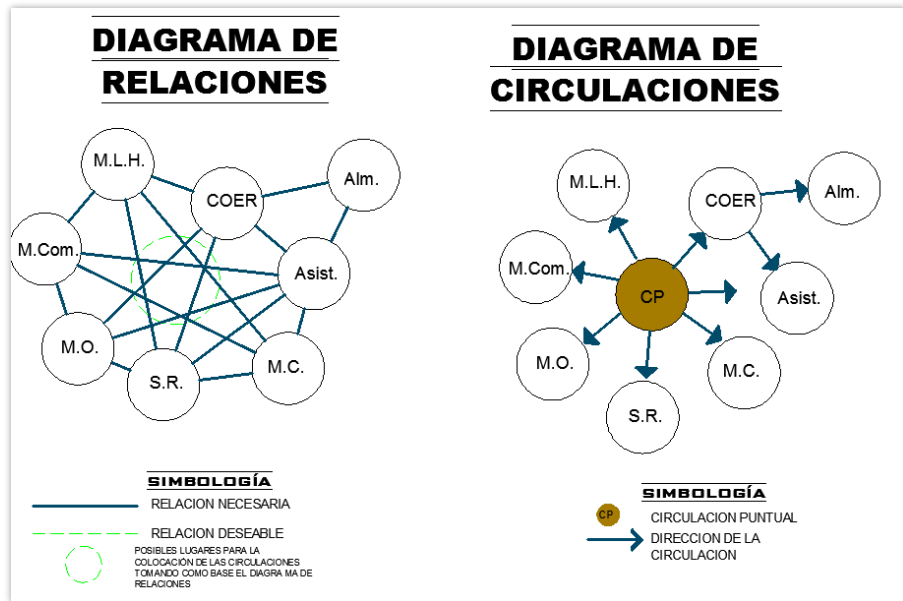 DIAGRAMA DE
RELACIONES
M.L.H.
COER
Alm.
M.Com.
Asist.
M.O.
S.R.
M.C.
SIMBOLOGÍA
RELACION NECESARIA
RELACION DESEABLE
POSIBLES LUGARES PARA LA
COLOCACIÓN DE LAS CIRCULACIONES
TOMANDO COMO BASE EL DIAGRA MA DE
RELACIONES
DIAGRAMA DE
CIRCULACIONES
M.L.H.
COER
Alm.
M.Com.
CP
Asist.
M.O.
M.C.
S.R.
SIMBOLOGÍA
CP
CIRCULACION PUNTUAL
DIRECCION DE LA
CIRCULACION